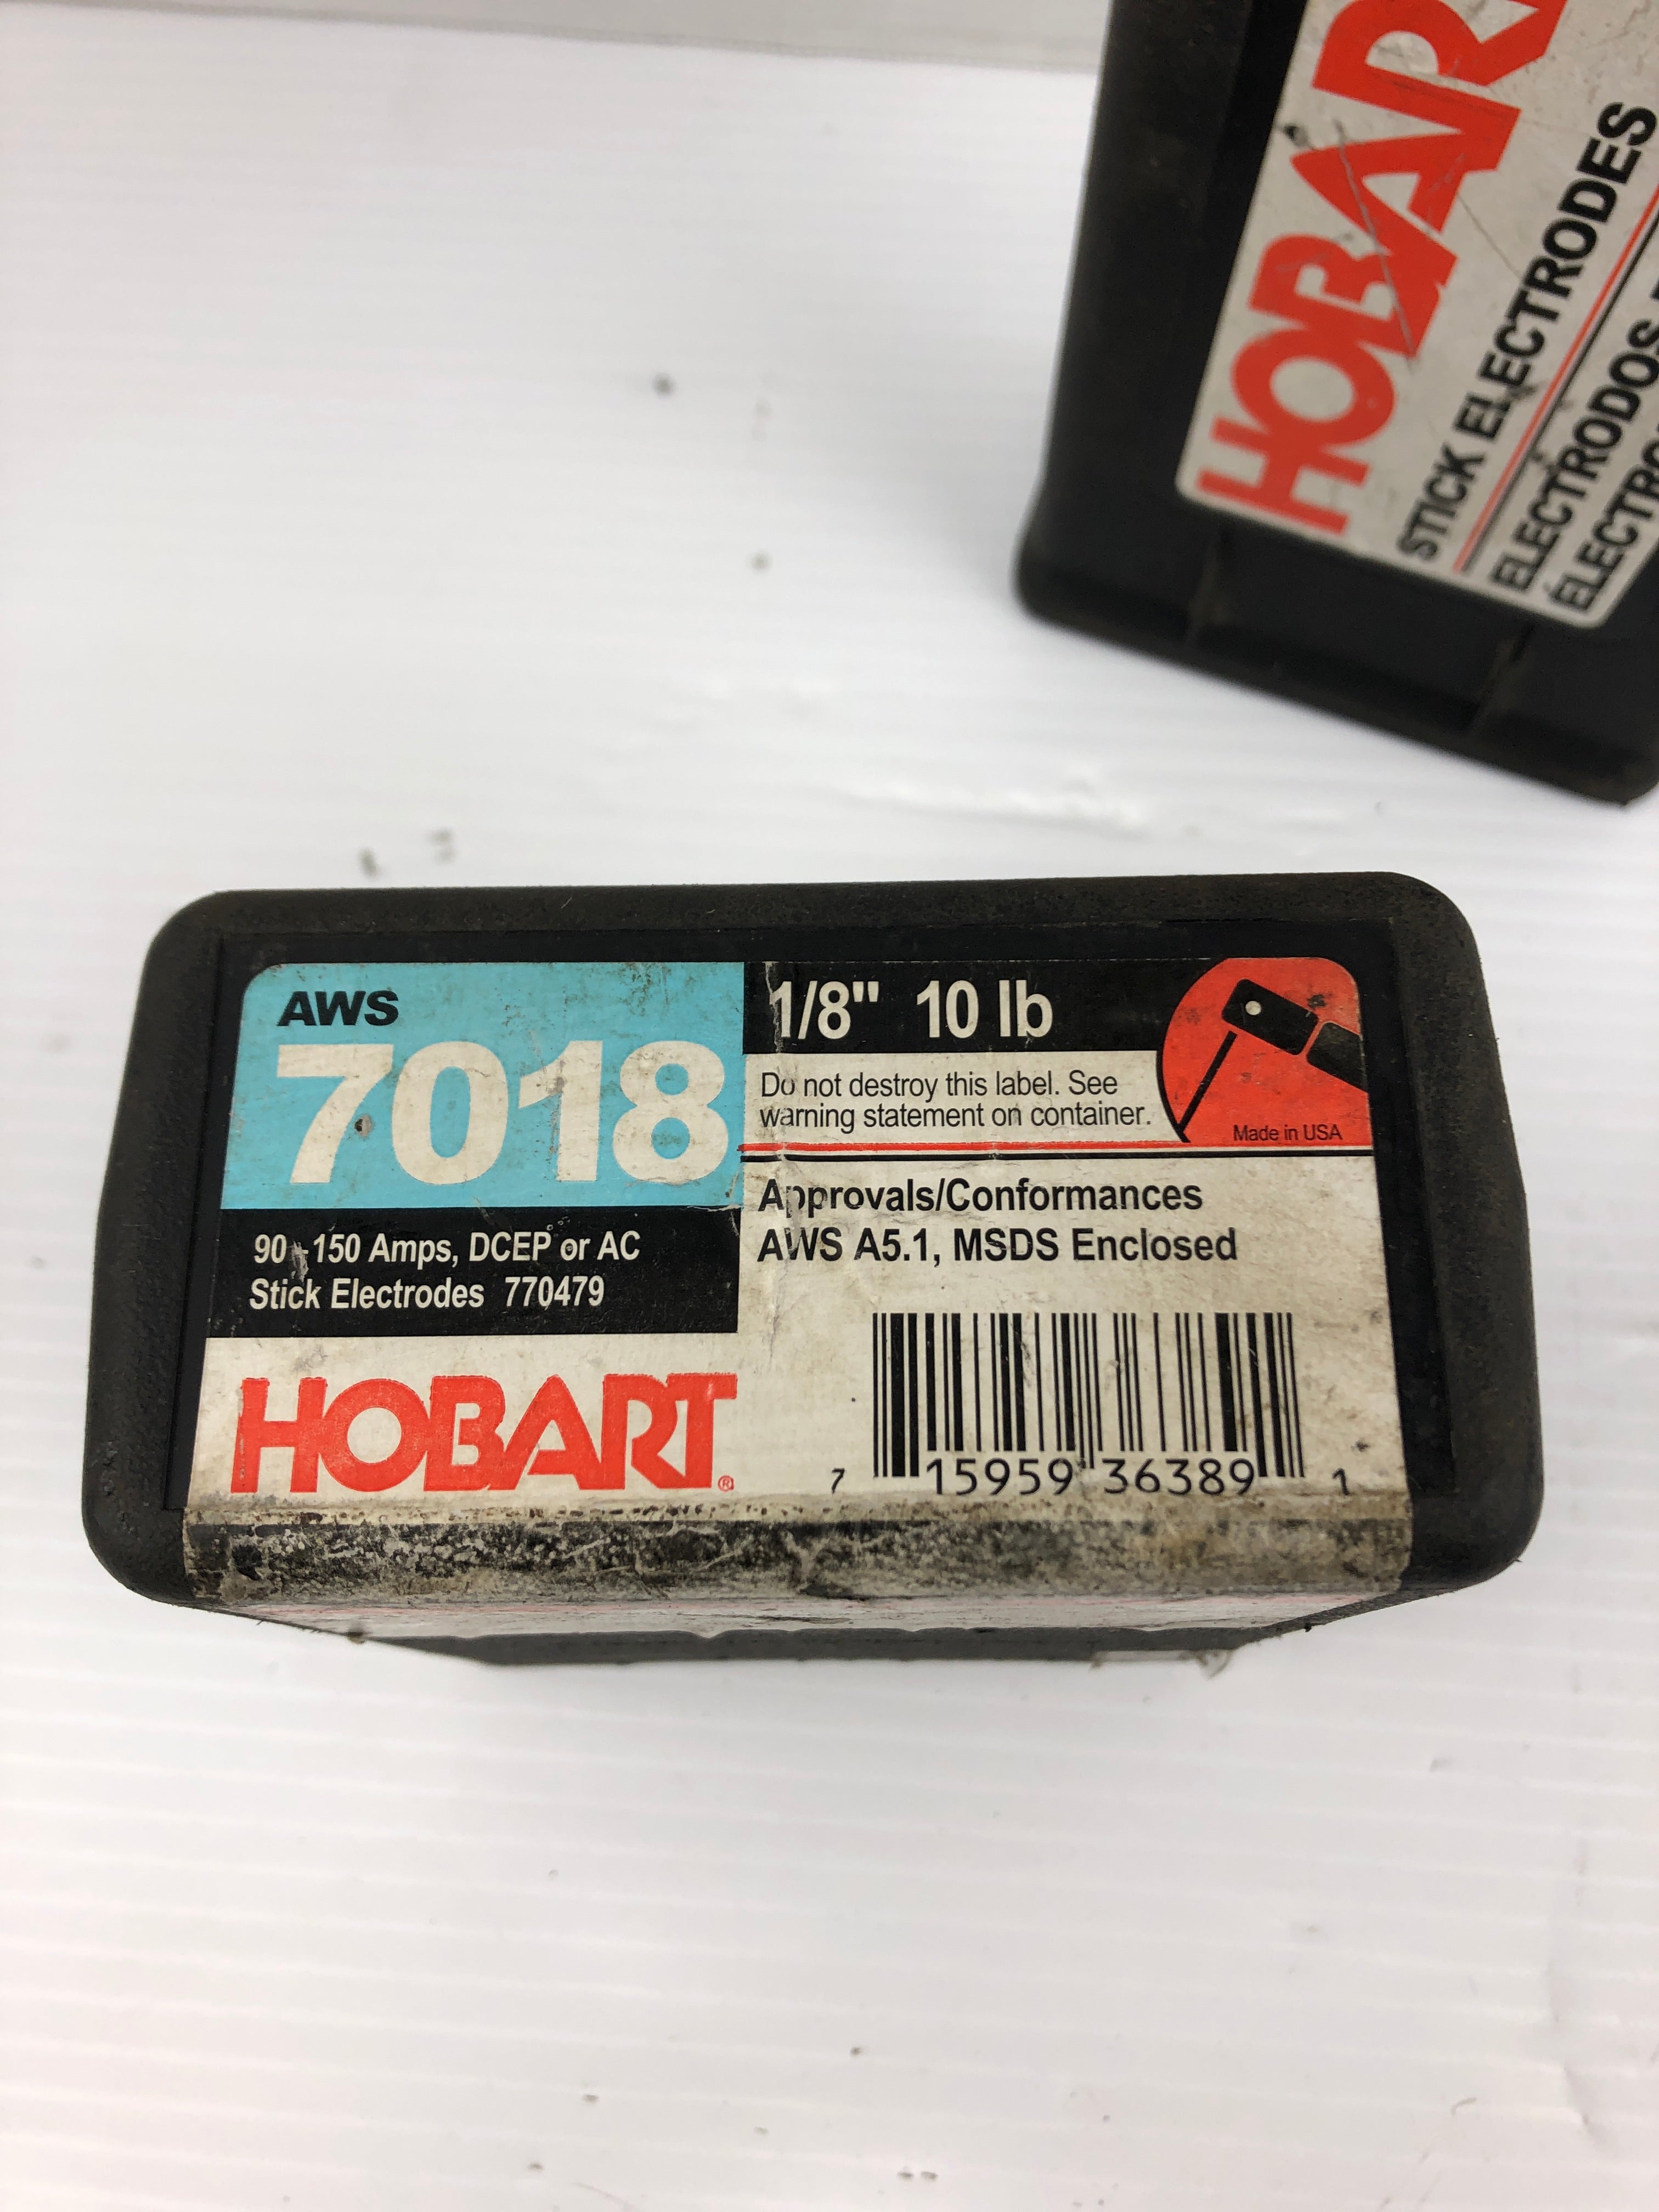 HOBAR
STICK ELECTRODES
ELECTRODOS
AWS
7018
90 - 150 Amps, DCEP or AC
Stick Electrodes 770479
HOBART®
1/8" 10 lb
Do not destroy this label. See
warning statement on container.
Made in USA
Approvals/Conformances
AWS A5.1, MSDS Enclosed
7 15959 36389 1